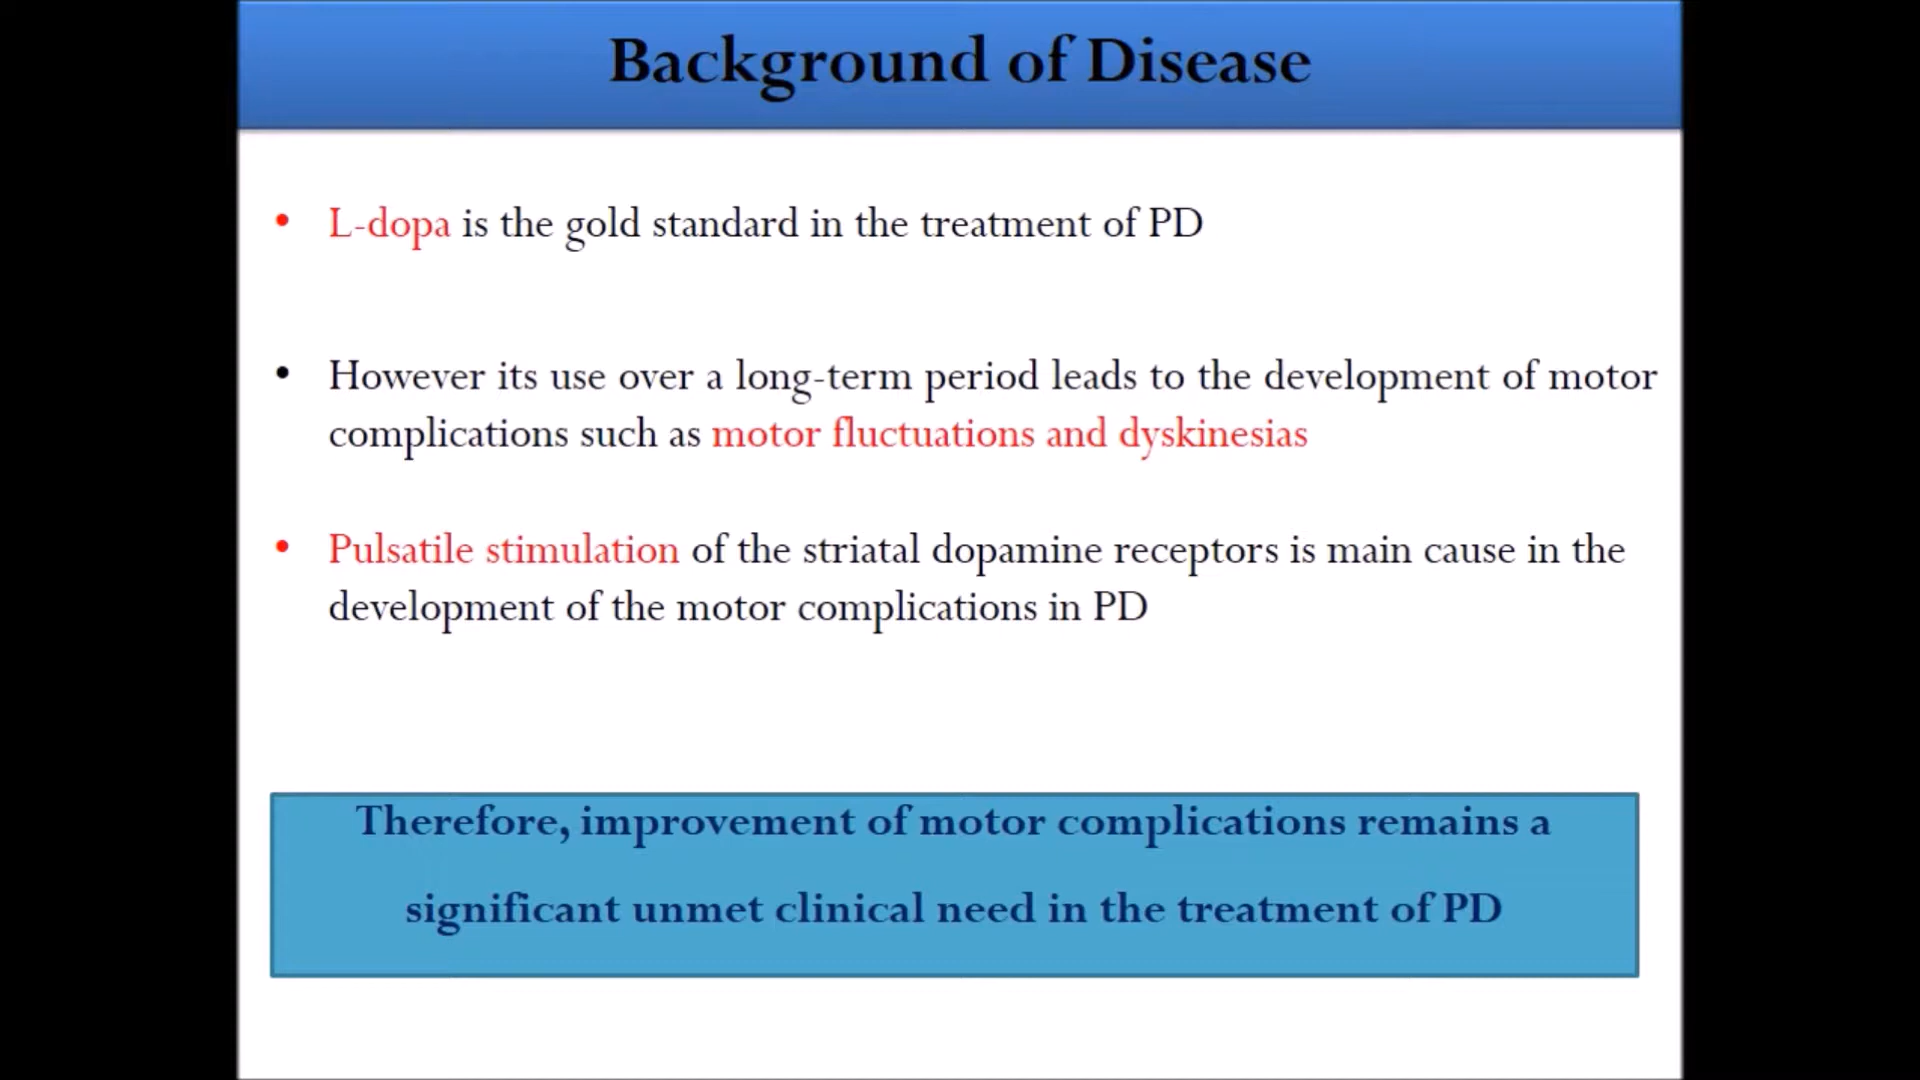 Background of Disease
• L-dopa is the gold standard in the treatment of PD
• However its use over a long-term period leads to the development of motor
complications such as motor fluctuations and dyskinesias
• Pulsatile stimulation of the striatal dopamine receptors is main cause in the
development of the motor complications in PD
Therefore, improvement of motor complications remains a
significant unmet clinical need in the treatment of PD